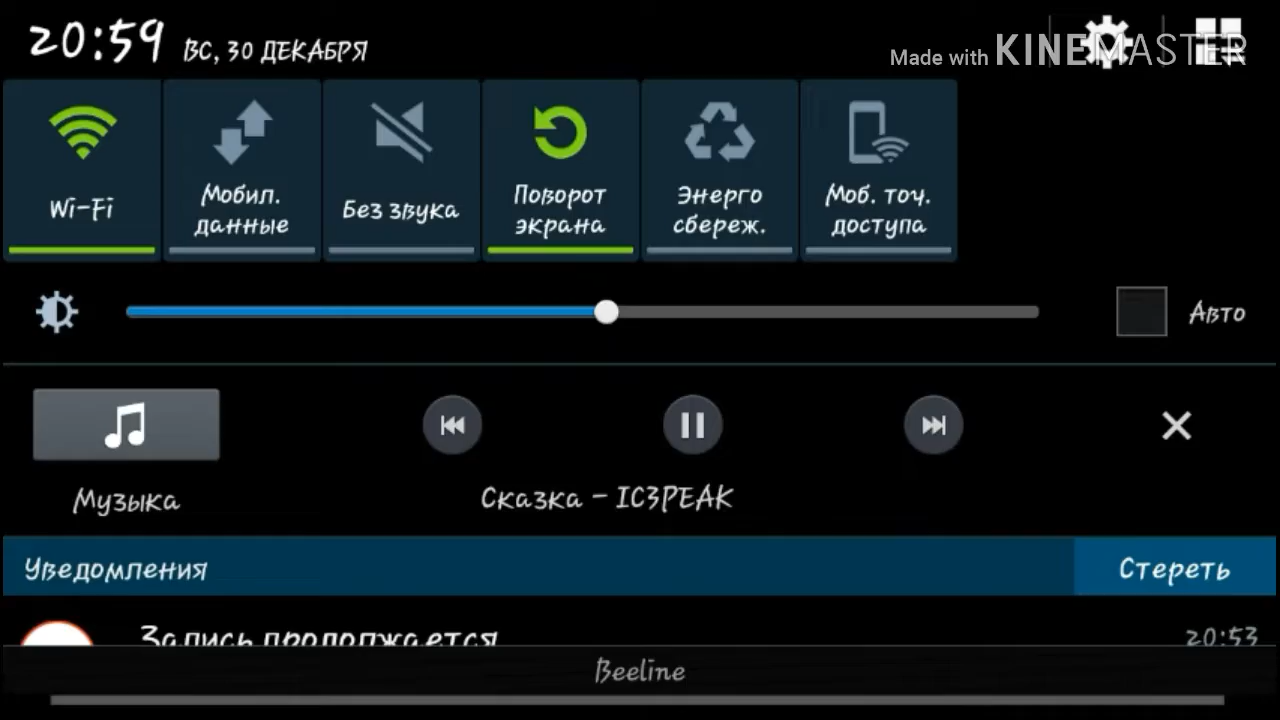 20:59 ВС, 30 ДЕКАБРЯ
Made with KINEMASTER
Wi-Fi
Мобил.
данные
Без звука
Поворот
экрана
Энерго
сбереж.
Моб. точ.
доступа
Авто
Музыка
Сказка – IC3PEAK
Уведомления
Стереть
Запись продолжается
20:53
Beeline